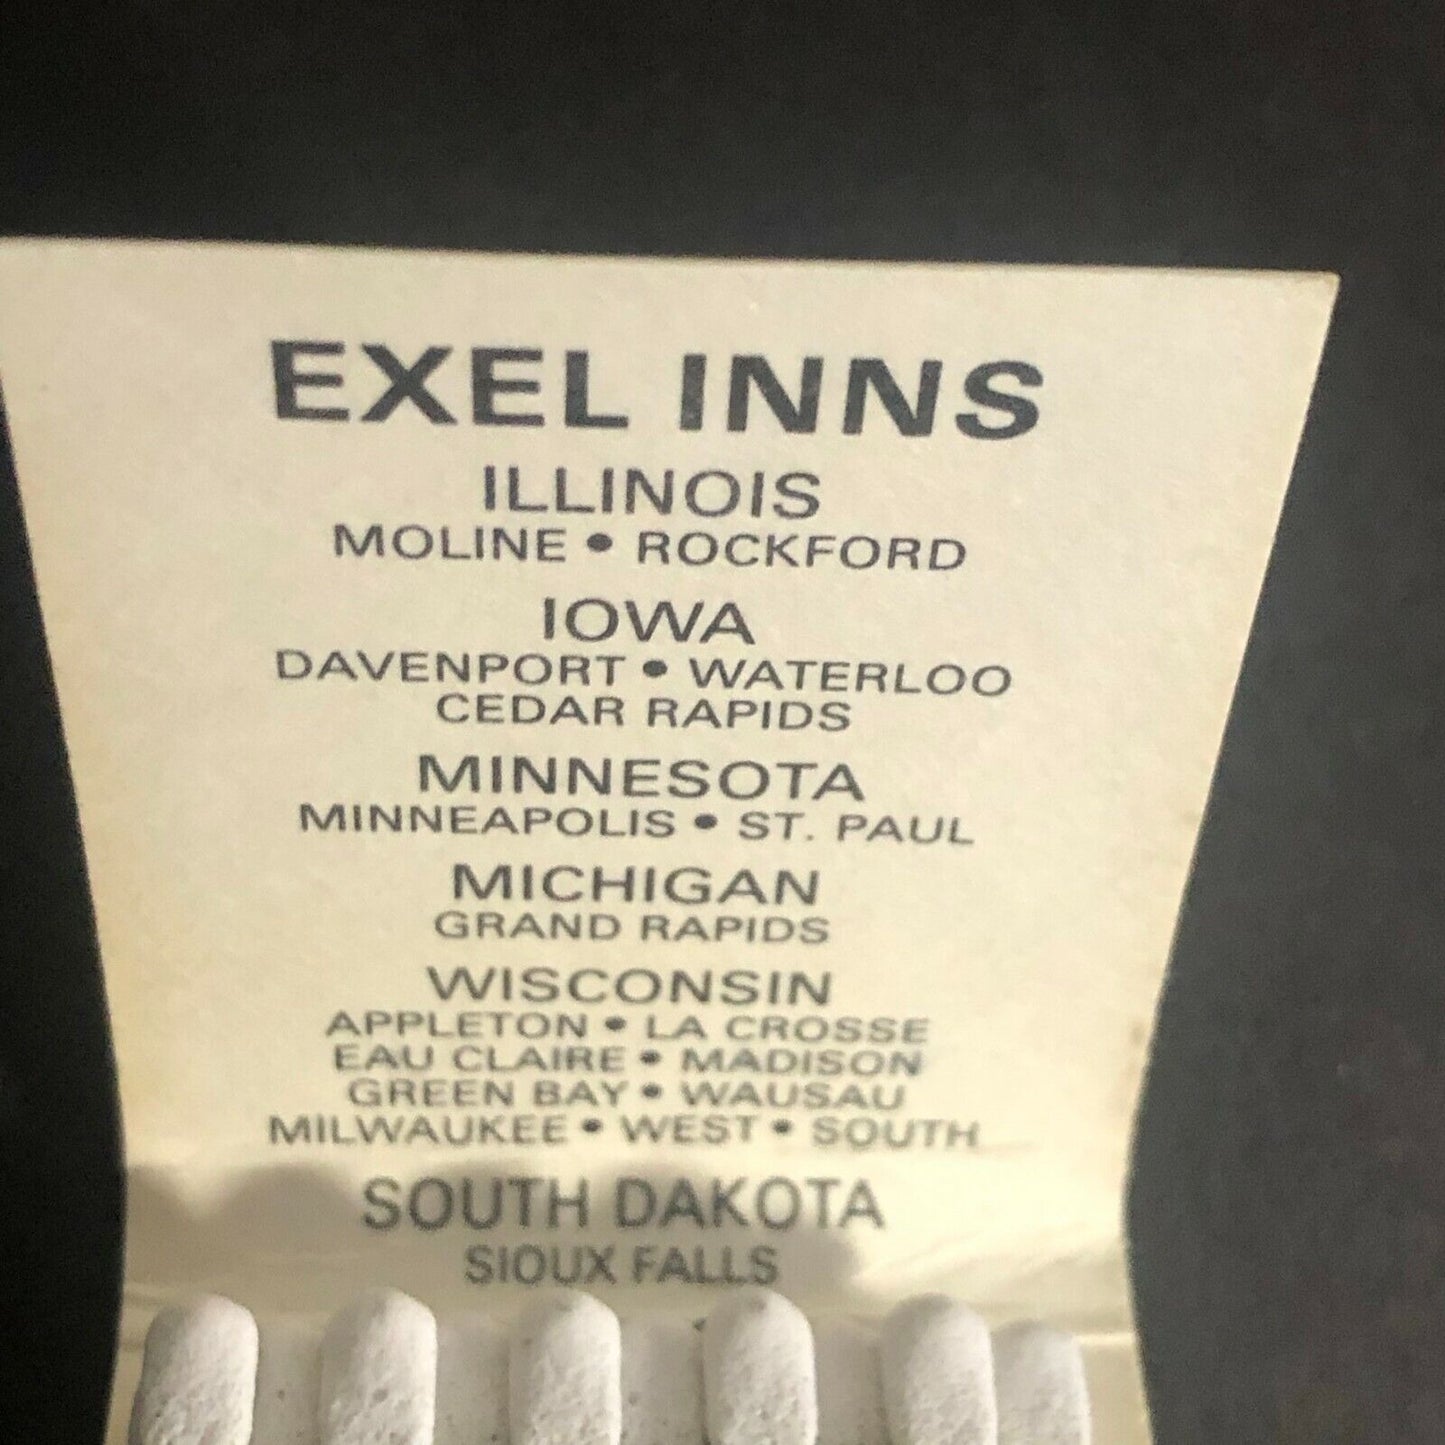 EXEL INNS
ILLINOIS
MOLINE • ROCKFORD
IOWA
DAVENPORT • WATERLOO
CEDAR RAPIDS
MINNESOTA
MINNEAPOLIS • ST. PAUL
MICHIGAN
GRAND RAPIDS
WISCONSIN
APPLETON • LA CROSSE
EAU CLAIRE • MADISON
GREEN BAY • WAUSAU
MILWAUKEE • WEST • SOUTH
SOUTH DAKOTA
SIOUX FALLS